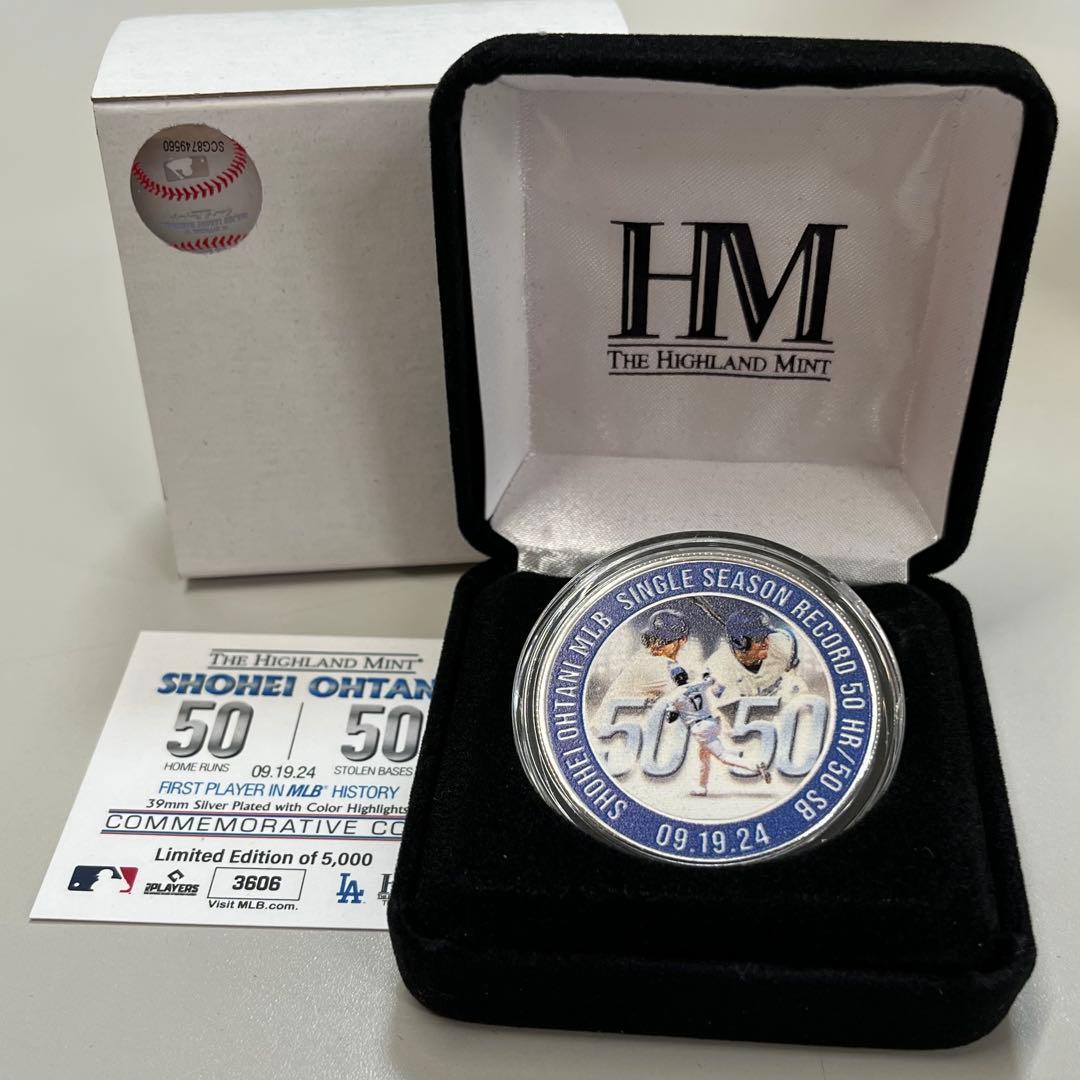 SCG8749560
HM
THE HIGHLAND MINT
SHOHEI OHTANI MLB SINGLE SEASON RECORD 50 HR/50 SB
50 50
17
09.19.24
THE HIGHLAND MINT®
SHOHEI OHTAN
50 | 50
HOME RUNS 09.19.24 STOLEN BASES
FIRST PLAYER IN MLB® HISTORY
39mm Silver Plated with Color Highlights
COMMEMORATIVE CO
Limited Edition of 5,000
PLAYERS 3606 LA H
Visit MLB.com.